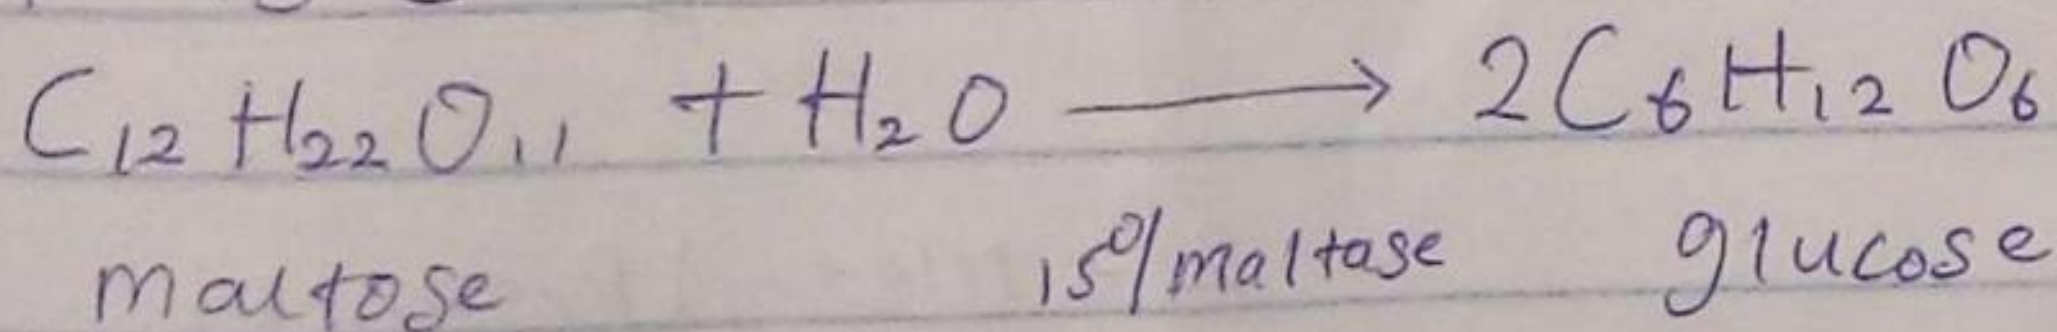 C₁₂H₂₂O₁₁ + H₂O ⟶ 2C₆H₁₂O₆
maltose 15°/maltase glucose